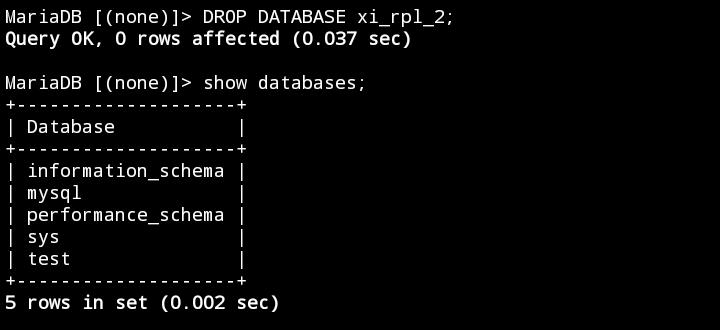 MariaDB [(none)]> DROP DATABASE xi_rpl_2;
Query OK, 0 rows affected (0.037 sec)

MariaDB [(none)]> show databases;
+--------------------+
| Database           |
+--------------------+
| information_schema |
| mysql              |
| performance_schema |
| sys                |
| test               |
+--------------------+
5 rows in set (0.002 sec)